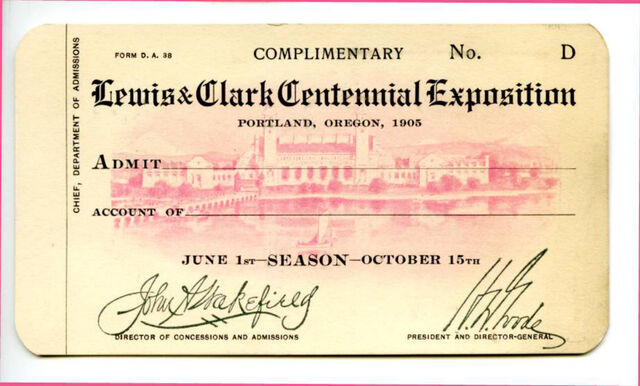 FORM D. A. 38
COMPLIMENTARY No. D
Lewis & Clark Centennial Exposition
PORTLAND, OREGON, 1905
ADMIT
ACCOUNT OF
JUNE 1ST—SEASON—OCTOBER 15TH
John A Wakefield
H W Goode
DIRECTOR OF CONCESSIONS AND ADMISSIONS
PRESIDENT AND DIRECTOR-GENERAL
CHIEF, DEPARTMENT OF ADMISSIONS